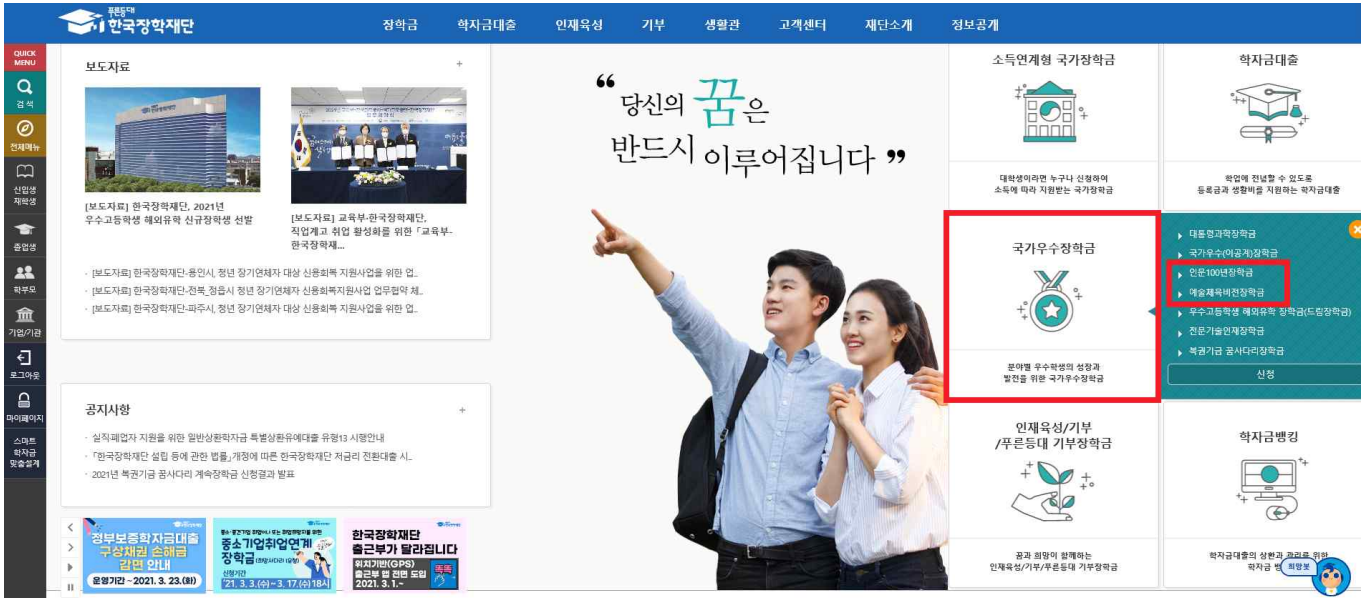 푸른등대
한국장학재단
장학금 학자금대출 인재육성 기부 생활관 고객센터 재단소개 정보공개
QUICK
MENU
검색
전체메뉴
신입생
재학생
졸업생
학부모
기업/기관
로그아웃
마이페이지
스마트
학자금
맞춤설계
보도자료 +
[보도자료] 한국장학재단, 2021년
우수고등학생 해외유학 신규장학생 선발
[보도자료] 교육부-한국장학재단,
직업계고 취업 활성화를 위한 「교육부-
한국장학재...
· [보도자료] 한국장학재단-용인시, 청년 장기연체자 대상 신용회복 지원사업을 위한 업..
· [보도자료] 한국장학재단-전북_정읍시 청년 장기연체자 신용회복지원사업 업무협약 체..
· [보도자료] 한국장학재단-파주시, 청년 장기연체자 대상 신용회복 지원사업을 위한 업..
공지사항 +
· 실직폐업자 지원을 위한 일반상환학자금 특별상환유예대출 유형13 시행안내
· 「한국장학재단 설립 등에 관한 법률」개정에 따른 한국장학재단 저금리 전환대출 시..
· 2021년 복권기금 꿈사다리 계속장학금 신청결과 발표
정부보증학자금대출
구상채권 손해금
감면 안내
운영기간 ~2021. 3. 23.(화)
중소기업취업연계
장학금(희망사다리 I유형)
신청기간
'21. 3. 3.(수)~3. 17.(수)18시
한국장학재단
출근부가 달라집니다
위치기반(GPS)
출근부 앱 전면 도입
2021. 3. 1.~
똑똑
“당신의 꿈은
반드시 이루어집니다 ”
소득연계형 국가장학금
대학생이라면 누구나 신청하여
소득에 따라 지원받는 국가장학금
학자금대출
학업에 전념할 수 있도록
등록금과 생활비를 지원하는 학자금대출
국가우수장학금
분야별 우수학생의 성장과
발전을 위한 국가우수장학금
대통령과학장학금
국가우수(이공계)장학금
인문100년장학금
예술체육비전장학금
우수고등학생 해외유학 장학금(드림장학금)
전문기술인재장학금
복권기금 꿈사다리장학금
신청
인재육성/기부
/푸른등대 기부장학금
꿈과 희망이 함께하는
인재육성/기부/푸른등대 기부장학금
학자금뱅킹
학자금대출의 상환과 관리를 위한
학자금 뱅
희망봇